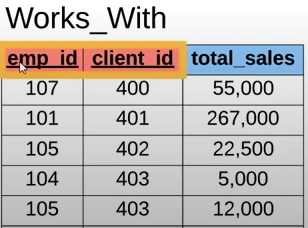 Works_With
emp_id client_id total_sales
107 400 55,000
101 401 267,000
105 402 22,500
104 403 5,000
105 403 12,000